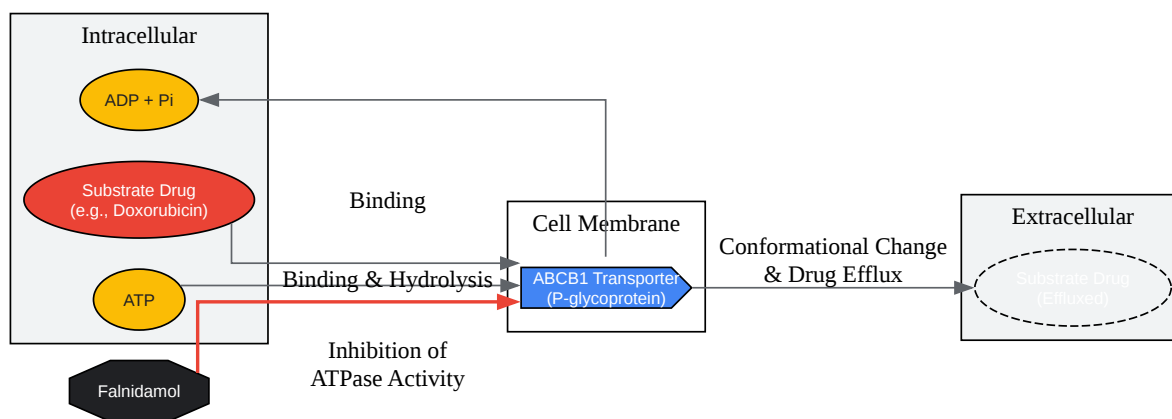 Intracellular
ADP + Pi
Substrate Drug
(e.g., Doxorubicin)
ATP
Falnidamol
Binding
Binding & Hydrolysis
Inhibition of
ATPase Activity
Cell Membrane
ABCB1 Transporter
(P-glycoprotein)
Conformational Change
& Drug Efflux
Extracellular
Substrate Drug
(Effluxed)